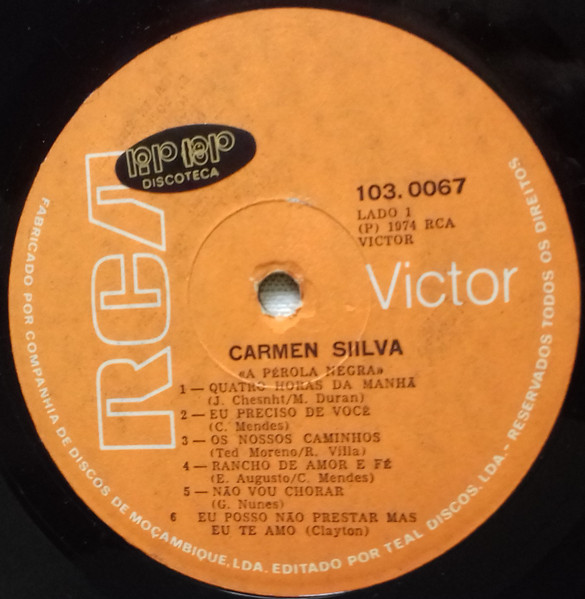 RCA
DISCOTECA
103.0067
LADO 1
(P) 1974 RCA
VICTOR
Victor
CARMEN SIILVA
«A PÉROLA NEGRA»
1 — QUATRO HORAS DA MANHÃ
(J. Chesnht/M. Duran)
2 — EU PRECISO DE VOCÊ
(C. Mendes)
3 — OS NOSSOS CAMINHOS
(Ted Moreno/R. Villa)
4 — RANCHO DE AMOR E FÉ
(E. Augusto/C. Mendes)
5 — NÃO VOU CHORAR
(G. Nunes)
6 EU POSSO NÃO PRESTAR MAS
EU TE AMO (Clayton)
FABRICADO POR COMPANHIA DE DISCOS DE MOÇAMBIQUE, LDA. EDITADO POR TEAL DISCOS, LDA. - RESERVADOS TODOS OS DIREITOS